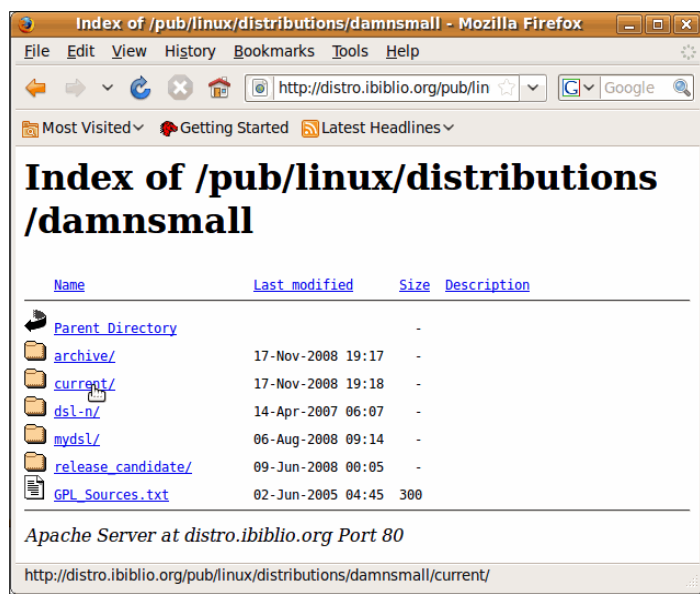 Index of /pub/linux/distributions/damnsmall - Mozilla Firefox
File Edit View History Bookmarks Tools Help
http://distro.ibiblio.org/pub/lin G Google
Most Visited Getting Started Latest Headlines
Index of /pub/linux/distributions
/damnsmall
Name Last modified Size Description
Parent Directory -
archive/ 17-Nov-2008 19:17 -
current/ 17-Nov-2008 19:18 -
dsl-n/ 14-Apr-2007 06:07 -
mydsl/ 06-Aug-2008 09:14 -
release_candidate/ 09-Jun-2008 00:05 -
GPL_Sources.txt 02-Jun-2005 04:45 300
Apache Server at distro.ibiblio.org Port 80
http://distro.ibiblio.org/pub/linux/distributions/damnsmall/current/